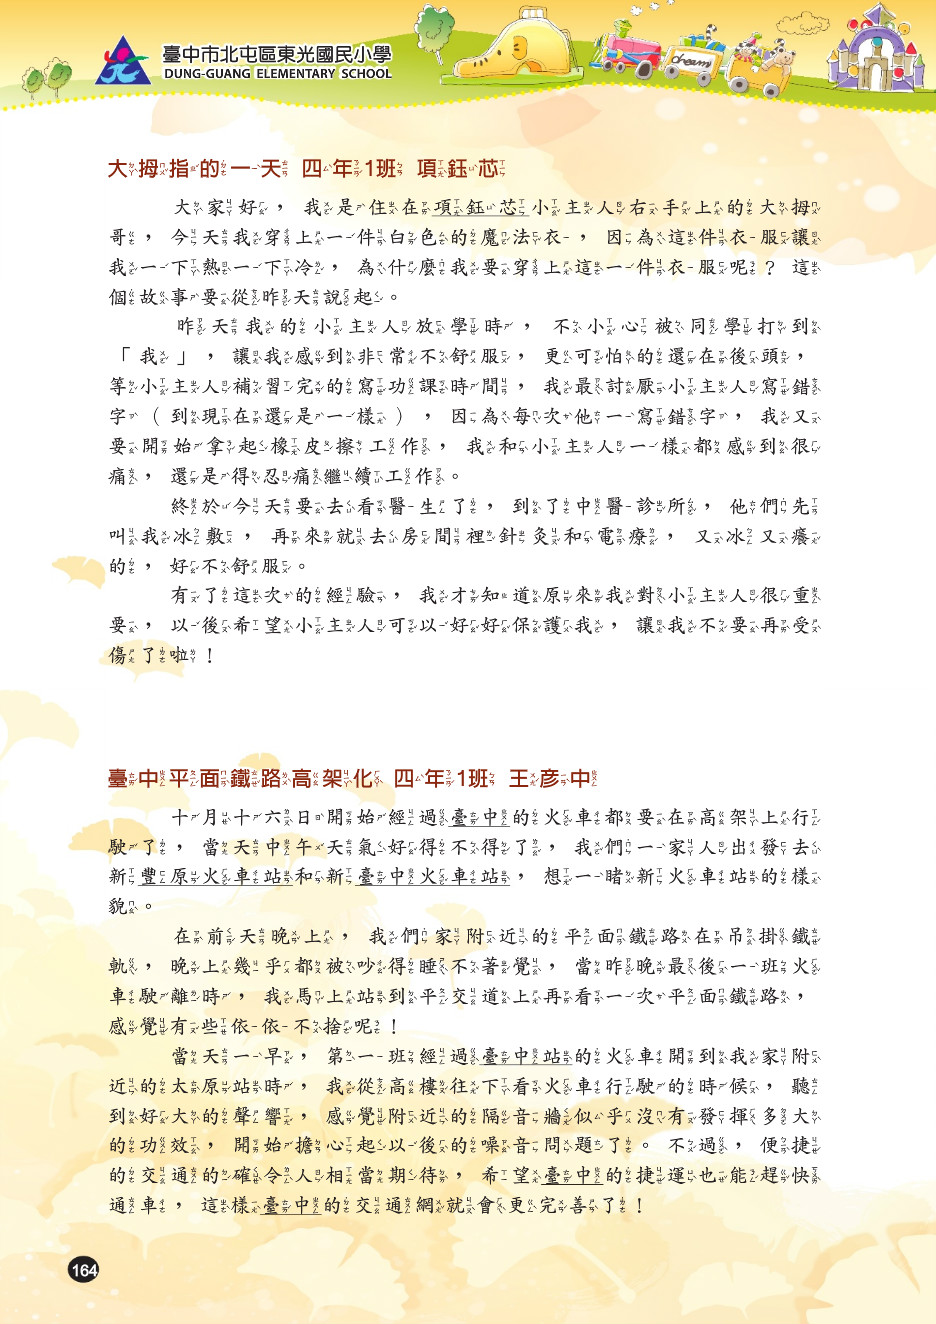 臺中市北屯區東光國民小學
DUNG-GUANG ELEMENTARY SCHOOL
dream
大拇指的一天 四年1班 項鈺芯
大家好，我是住在項鈺芯小主人右手上的大拇
哥，今天我穿上一件白色的魔法衣，因為這件衣服讓
我一下熱一下冷，為什麼我要穿上這一件衣服呢？這
個故事要從昨天說起。
昨天我的小主人放學時，不小心被同學打到
「我」，讓我感到非常不舒服，更可怕的還在後頭，
等小主人補習完的寫功課時間，我最討厭小主人寫錯
字（到現在還是一樣），因為每次他一寫錯字，我又
要開始拿起橡皮擦工作，我和小主人一樣都感到很
痛，還是得忍痛繼續工作。
終於今天要去看醫生了，到了中醫診所，他們先
叫我冰敷，再來就去房間裡針灸和電療，又冰又癢
的，好不舒服。
有了這次的經驗，我才知道原來我對小主人很重
要，以後希望小主人可以好好保護我，讓我不要再受
傷了啦！
臺中平面鐵路高架化 四年1班 王彥中
十月十六日開始經過臺中的火車都要在高架上行
駛了，當天中午天氣好得不得了，我們一家人出發去
新豐原火車站和新臺中火車站，想一睹新火車站的樣
貌。
在前天晚上，我們家附近的平面鐵路在吊掛鐵
軌，晚上幾乎都被吵得睡不著覺，當昨晚最後一班火
車駛離時，我馬上站到平交道上再看一次平面鐵路，
感覺有些依依不捨呢！
當天一早，第一班經過臺中站的火車開到我家附
近的太原站時，我從高樓往下看火車行駛的時候，聽
到好大的聲響，感覺附近的隔音牆似乎沒有發揮多大
的功效，開始擔心起以後的噪音問題了。不過，便捷
的交通的確令人相當期待，希望臺中的捷運也能趕快
通車，這樣臺中的交通網就會更完善了！
164